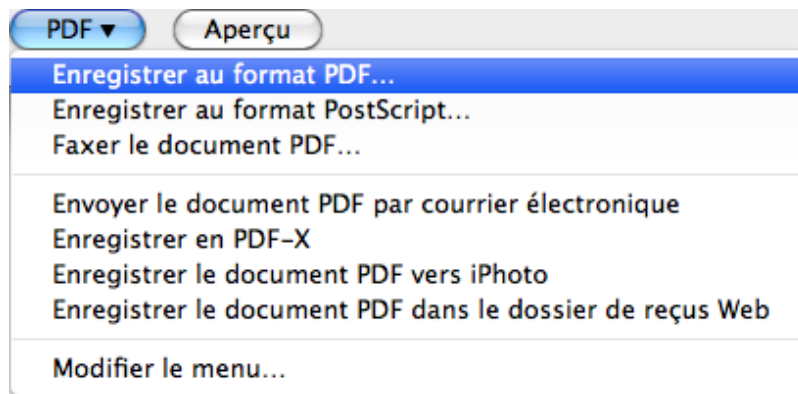 PDF ▼ Aperçu
Enregistrer au format PDF...
Enregistrer au format PostScript...
Faxer le document PDF...
Envoyer le document PDF par courrier électronique
Enregistrer en PDF-X
Enregistrer le document PDF vers iPhoto
Enregistrer le document PDF dans le dossier de reçus Web
Modifier le menu...